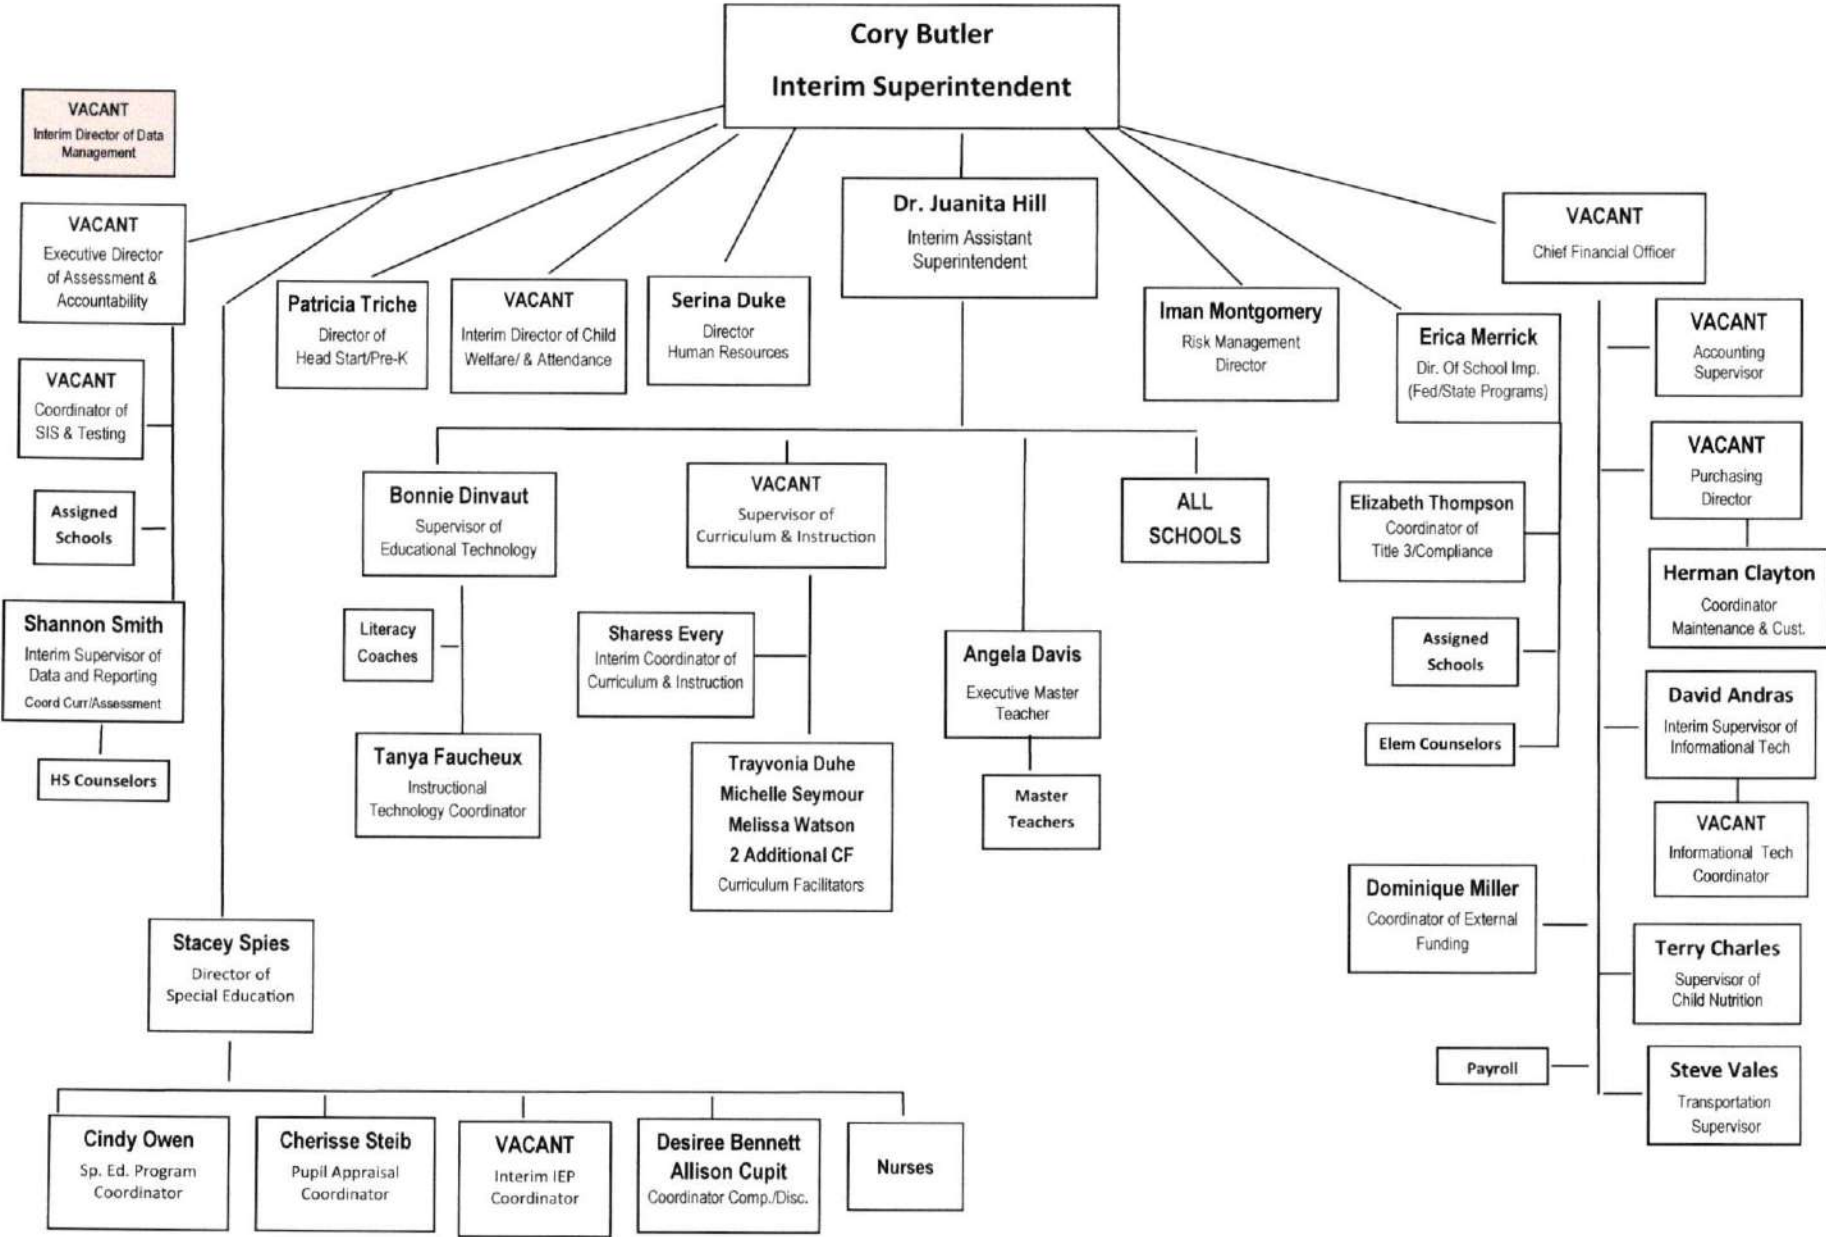 Cory Butler
Interim Superintendent
VACANT
Interim Director of Data
Management
VACANT
Executive Director
of Assessment &
Accountability
VACANT
Coordinator of
SIS & Testing
Assigned
Schools
Shannon Smith
Interim Supervisor of
Data and Reporting
Coord Curr/Assessment
HS Counselors
Patricia Triche
Director of
Head Start/Pre-K
VACANT
Interim Director of Child
Welfare/ & Attendance
Serina Duke
Director
Human Resources
Dr. Juanita Hill
Interim Assistant
Superintendent
Iman Montgomery
Risk Management
Director
Erica Merrick
Dir. Of School Imp.
(Fed/State Programs)
VACANT
Chief Financial Officer
Bonnie Dinvaut
Supervisor of
Educational Technology
Literacy
Coaches
Tanya Faucheux
Instructional
Technology Coordinator
VACANT
Supervisor of
Curriculum & Instruction
Sharess Every
Interim Coordinator of
Curriculum & Instruction
Trayvonia Duhe
Michelle Seymour
Melissa Watson
2 Additional CF
Curriculum Facilitators
Angela Davis
Executive Master
Teacher
Master
Teachers
ALL
SCHOOLS
Elizabeth Thompson
Coordinator of
Title 3/Compliance
Assigned
Schools
Elem Counselors
VACANT
Accounting
Supervisor
VACANT
Purchasing
Director
Herman Clayton
Coordinator
Maintenance & Cust.
David Andras
Interim Supervisor of
Informational Tech
VACANT
Informational Tech
Coordinator
Dominique Miller
Coordinator of External
Funding
Terry Charles
Supervisor of
Child Nutrition
Payroll
Steve Vales
Transportation
Supervisor
Stacey Spies
Director of
Special Education
Cindy Owen
Sp. Ed. Program
Coordinator
Cherisse Steib
Pupil Appraisal
Coordinator
VACANT
Interim IEP
Coordinator
Desiree Bennett
Allison Cupit
Coordinator Comp./Disc.
Nurses